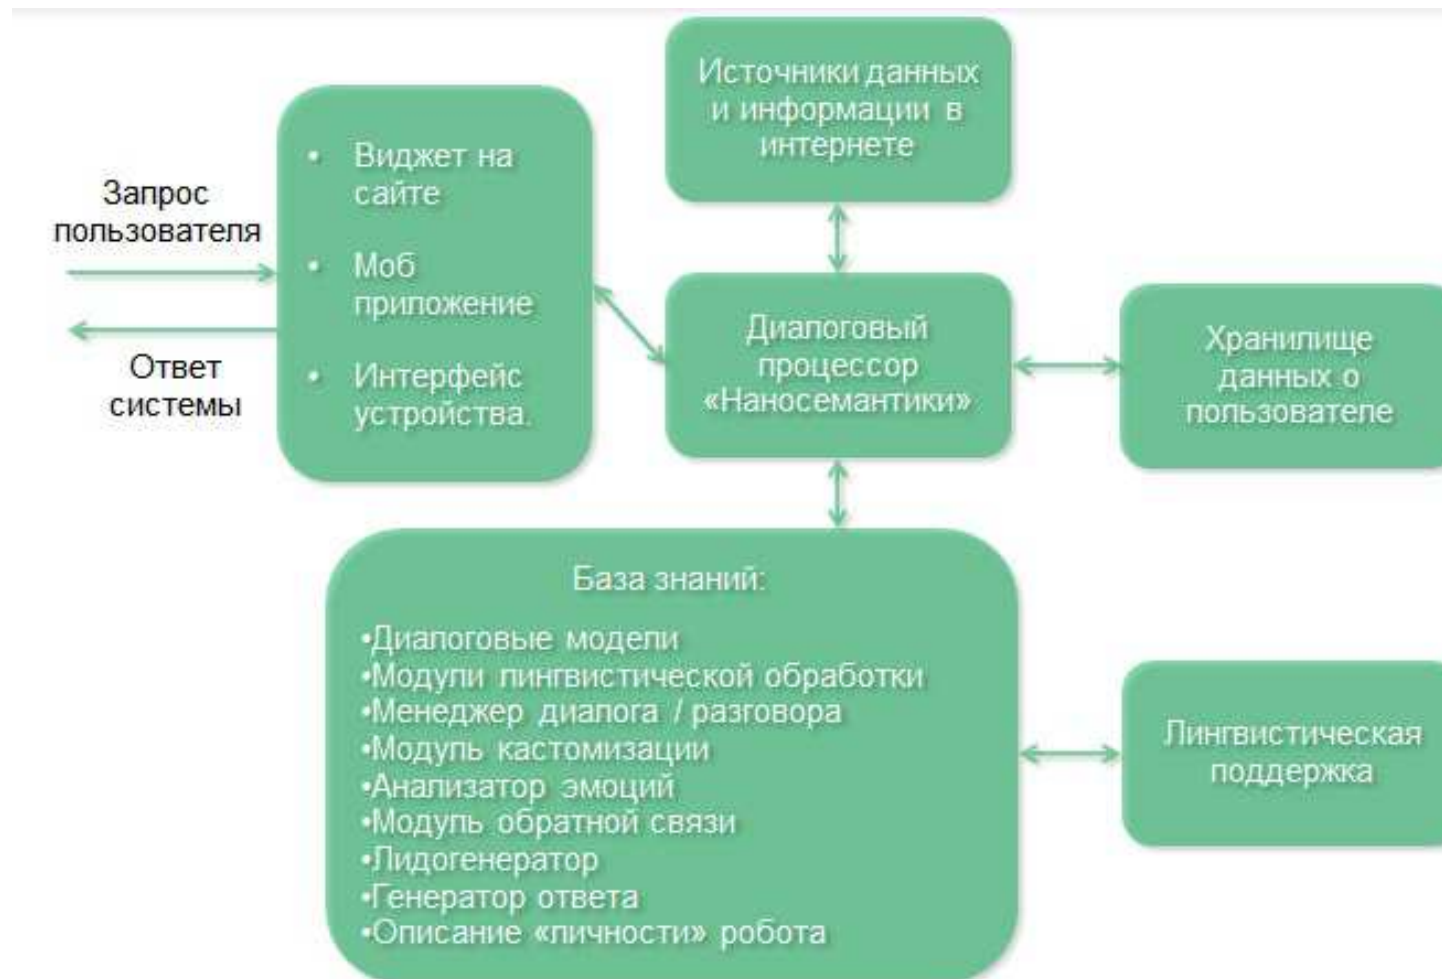 Запрос
пользователя
Ответ
системы
• Виджет на
сайте
• Моб
приложение
• Интерфейс
устройства.
Источники данных
и информации в
интернете
Диалоговый
процессор
«Наносемантики»
Хранилище
данных о
пользователе
База знаний:
•Диалоговые модели
•Модули лингвистической обработки
•Менеджер диалога / разговора
•Модуль кастомизации
•Анализатор эмоций
•Модуль обратной связи
•Лидогенератор
•Генератор ответа
•Описание «личности» робота
Лингвистическая
поддержка